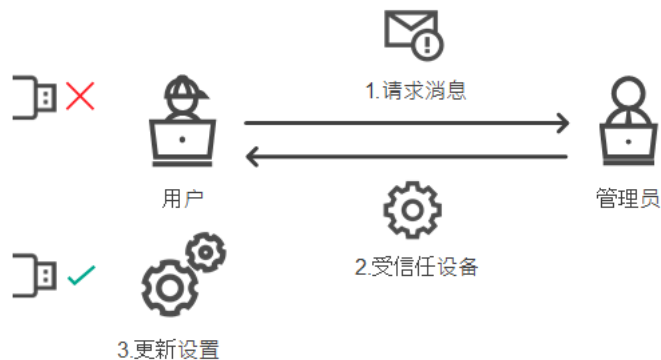 1.请求消息
用户
管理员
2.受信任设备
3.更新设置